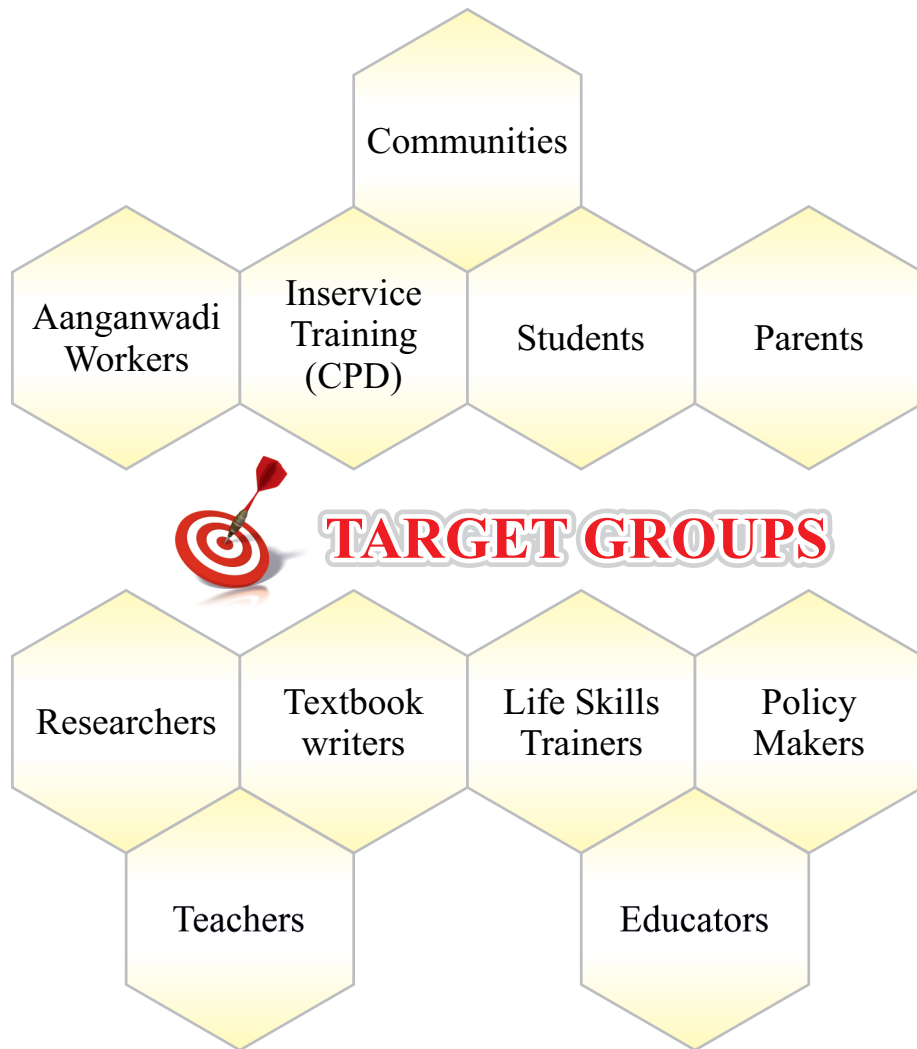 Communities
Aanganwadi
Workers
Inservice
Training
(CPD)
Students
Parents
TARGET GROUPS
Researchers
Textbook
writers
Life Skills
Trainers
Policy
Makers
Teachers
Educators